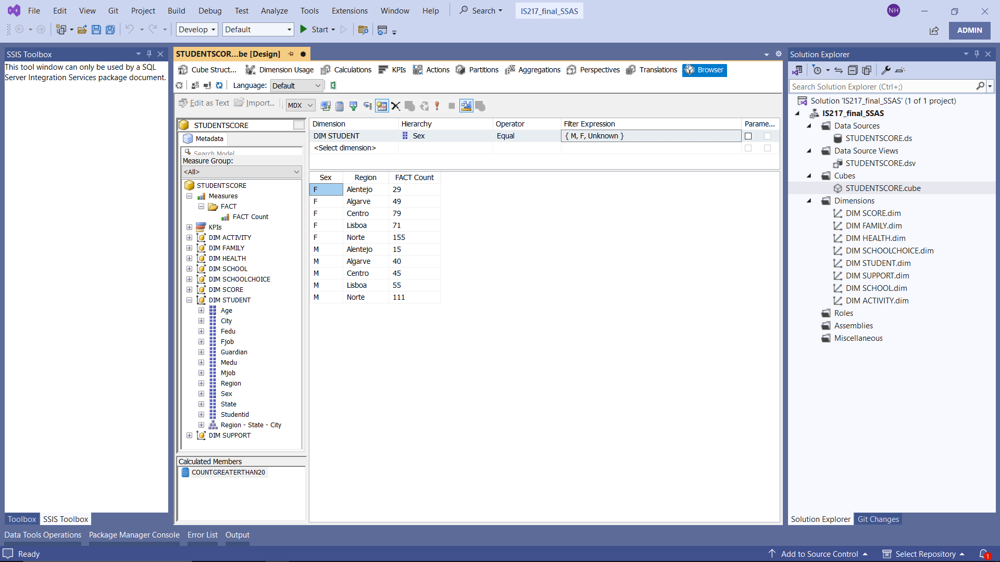 File Edit View Git Project Build Debug Test Analyze Tools Extensions Window Help Search IS217_final_SSAS NH
Develop Default Start ADMIN
SSIS Toolbox
This tool window can only be used by a SQL
Server Integration Services package document.
Toolbox SSIS Toolbox
STUDENTSCOR...be [Design]
Cube Struct... Dimension Usage Calculations KPIs Actions Partitions Aggregations Perspectives Translations Browser
Language: Default
Edit as Text Import... MDX
STUDENTSCORE
Metadata
Search Model
Measure Group:
<All>
STUDENTSCORE
Measures
FACT
FACT Count
KPIs
DIM ACTIVITY
DIM FAMILY
DIM HEALTH
DIM SCHOOL
DIM SCHOOLCHOICE
DIM SCORE
DIM STUDENT
Age
City
Fedu
Fjob
Guardian
Medu
Mjob
Region
Sex
State
Studentid
Region - State - City
DIM SUPPORT
Calculated Members
COUNTGREATERTHAN20
Dimension Hierarchy Operator Filter Expression Parame...
DIM STUDENT Sex Equal { M, F, Unknown }
<Select dimension>
Sex Region FACT Count
F Alentejo 29
F Algarve 49
F Centro 79
F Lisboa 71
F Norte 155
M Alentejo 15
M Algarve 40
M Centro 45
M Lisboa 55
M Norte 111
Solution Explorer
Search Solution Explorer (Ctrl+;)
Solution 'IS217_final_SSAS' (1 of 1 project)
IS217_final_SSAS
Data Sources
STUDENTSCORE.ds
Data Source Views
STUDENTSCORE.dsv
Cubes
STUDENTSCORE.cube
Dimensions
DIM SCORE.dim
DIM FAMILY.dim
DIM HEALTH.dim
DIM SCHOOLCHOICE.dim
DIM STUDENT.dim
DIM SUPPORT.dim
DIM SCHOOL.dim
DIM ACTIVITY.dim
Roles
Assemblies
Miscellaneous
Solution Explorer Git Changes
Data Tools Operations Package Manager Console Error List Output
Ready Add to Source Control Select Repository 1